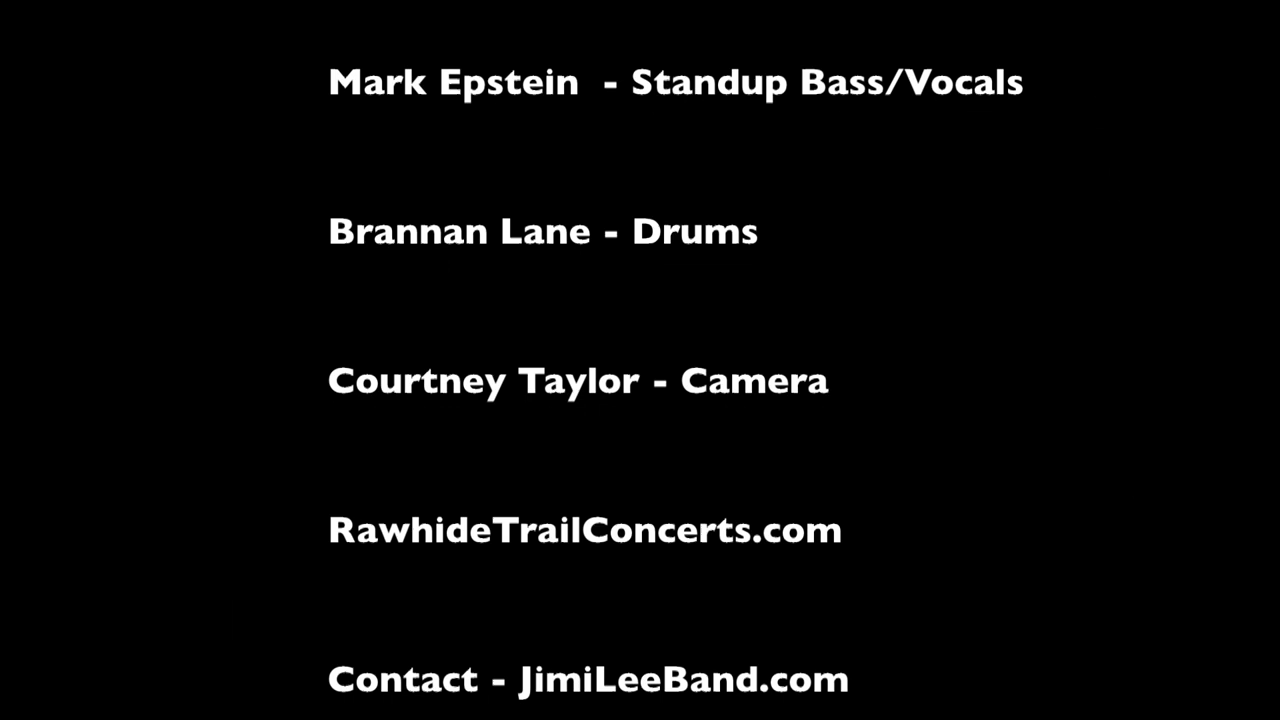 Mark Epstein  - Standup Bass/Vocals
Brannan Lane - Drums
Courtney Taylor - Camera
RawhideTrailConcerts.com
Contact - JimiLeeBand.com